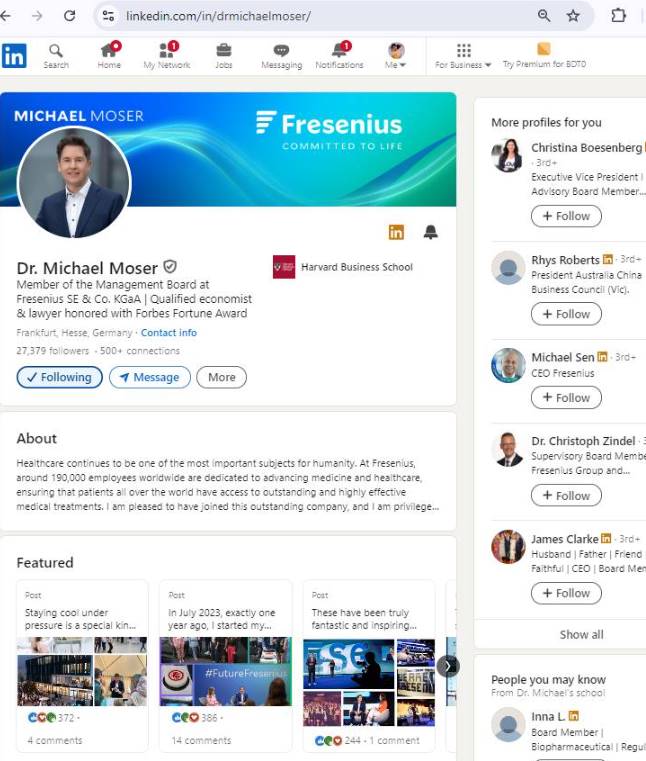 linkedin.com/in/drmichaelmoser/
in
Search
Home
My Network
1
Jobs
Messaging
Notifications
1
Me
For Business
Try Premium for BDT0
MICHAEL MOSER
Fresenius
COMMITTED TO LIFE
in
Dr. Michael Moser
Harvard Business School
Member of the Management Board at
Fresenius SE & Co. KGaA | Qualified economist
& lawyer honored with Forbes Fortune Award
Frankfurt, Hesse, Germany · Contact info
27,379 followers · 500+ connections
Following
Message
More
About
Healthcare continues to be one of the most important subjects for humanity. At Fresenius,
around 190,000 employees worldwide are dedicated to advancing medicine and healthcare,
ensuring that patients all over the world have access to outstanding and highly effective
medical treatments. I am pleased to have joined this outstanding company, and I am privilege...
Featured
Post
Staying cool under
pressure is a special kin...
372 ·
4 comments
Post
In July 2023, exactly one
year ago, I started my...
#FutureFresenius
386 ·
14 comments
Post
These have been truly
fantastic and inspiring...
244 · 1 comment
More profiles for you
Christina Boesenberg
· 3rd+
Executive Vice President I
Advisory Board Member...
+ Follow
Rhys Roberts in · 3rd+
President Australia China
Business Council (Vic).
+ Follow
Michael Sen in · 3rd+
CEO Fresenius
+ Follow
Dr. Christoph Zindel · 3
Supervisory Board Membe
Fresenius Group and...
+ Follow
James Clarke in · 3rd+
Husband | Father | Friend
Faithful | CEO | Board Mem
+ Follow
Show all
People you may know
From Dr. Michael's school
Inna L. in
Board Member |
Biopharmaceutical | Regul